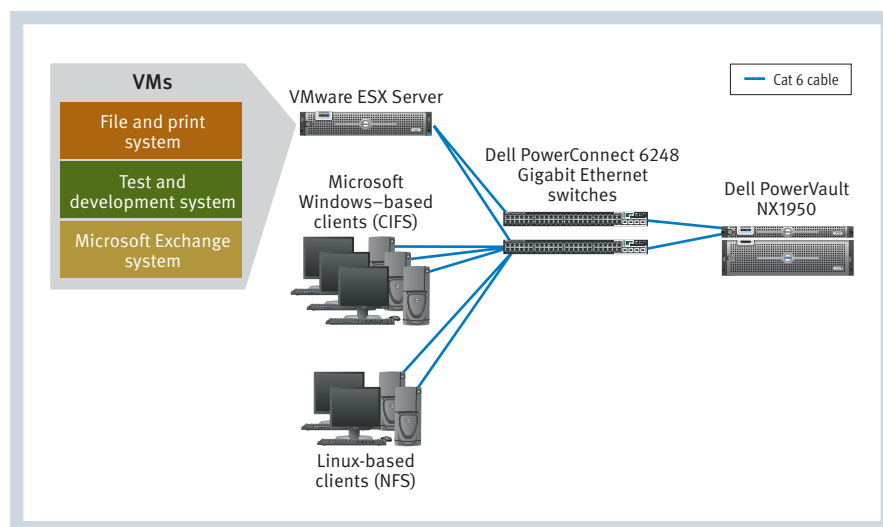 VMs
File and print
system
Test and
development system
Microsoft Exchange
system
VMware ESX Server
Microsoft
Windows–based
clients (CIFS)
Linux-based
clients (NFS)
Dell PowerConnect 6248
Gigabit Ethernet
switches
Dell PowerVault
NX1950
Cat 6 cable